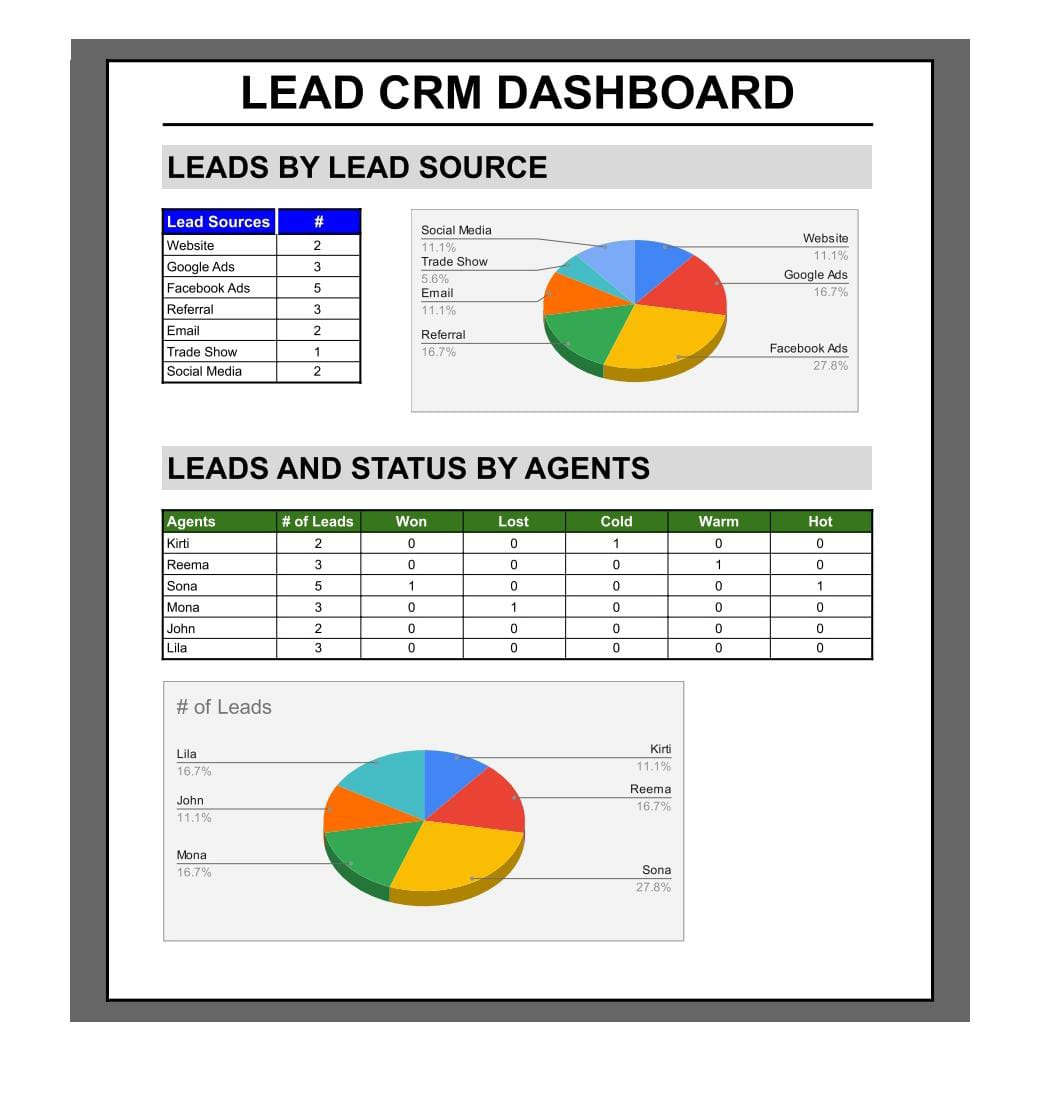 LEAD CRM DASHBOARD
LEADS BY LEAD SOURCE
Lead Sources #
Website 2
Google Ads 3
Facebook Ads 5
Referral 3
Email 2
Trade Show 1
Social Media 2
Social Media
11.1%
Trade Show
5.6%
Email
11.1%
Referral
16.7%
Website
11.1%
Google Ads
16.7%
Facebook Ads
27.8%
LEADS AND STATUS BY AGENTS
Agents # of Leads Won Lost Cold Warm Hot
Kirti 2 0 0 1 0 0
Reema 3 0 0 0 1 0
Sona 5 1 0 0 0 1
Mona 3 0 1 0 0 0
John 2 0 0 0 0 0
Lila 3 0 0 0 0 0
# of Leads
Lila
16.7%
John
11.1%
Mona
16.7%
Kirti
11.1%
Reema
16.7%
Sona
27.8%